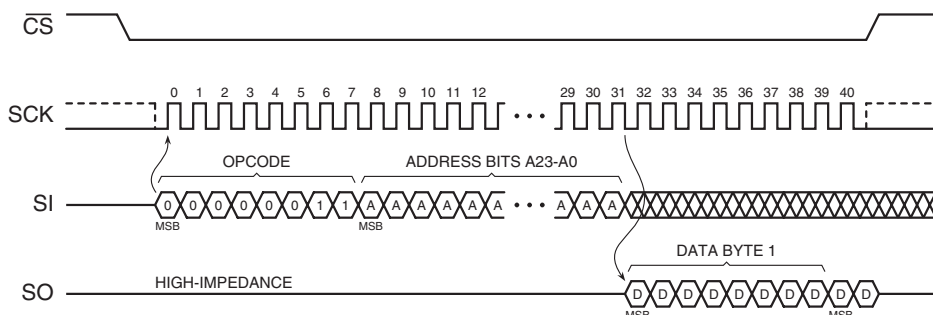 CS
0 1 2 3 4 5 6 7 8 9 10 11 12 29 30 31 32 33 34 35 36 37 38 39 40
SCK
OPCODE ADDRESS BITS A23-A0
SI 0 0 0 0 0 0 1 1 A A A A A A • • • A A A
MSB MSB
DATA BYTE 1
SO HIGH-IMPEDANCE D D D D D D D D D D
MSB MSB